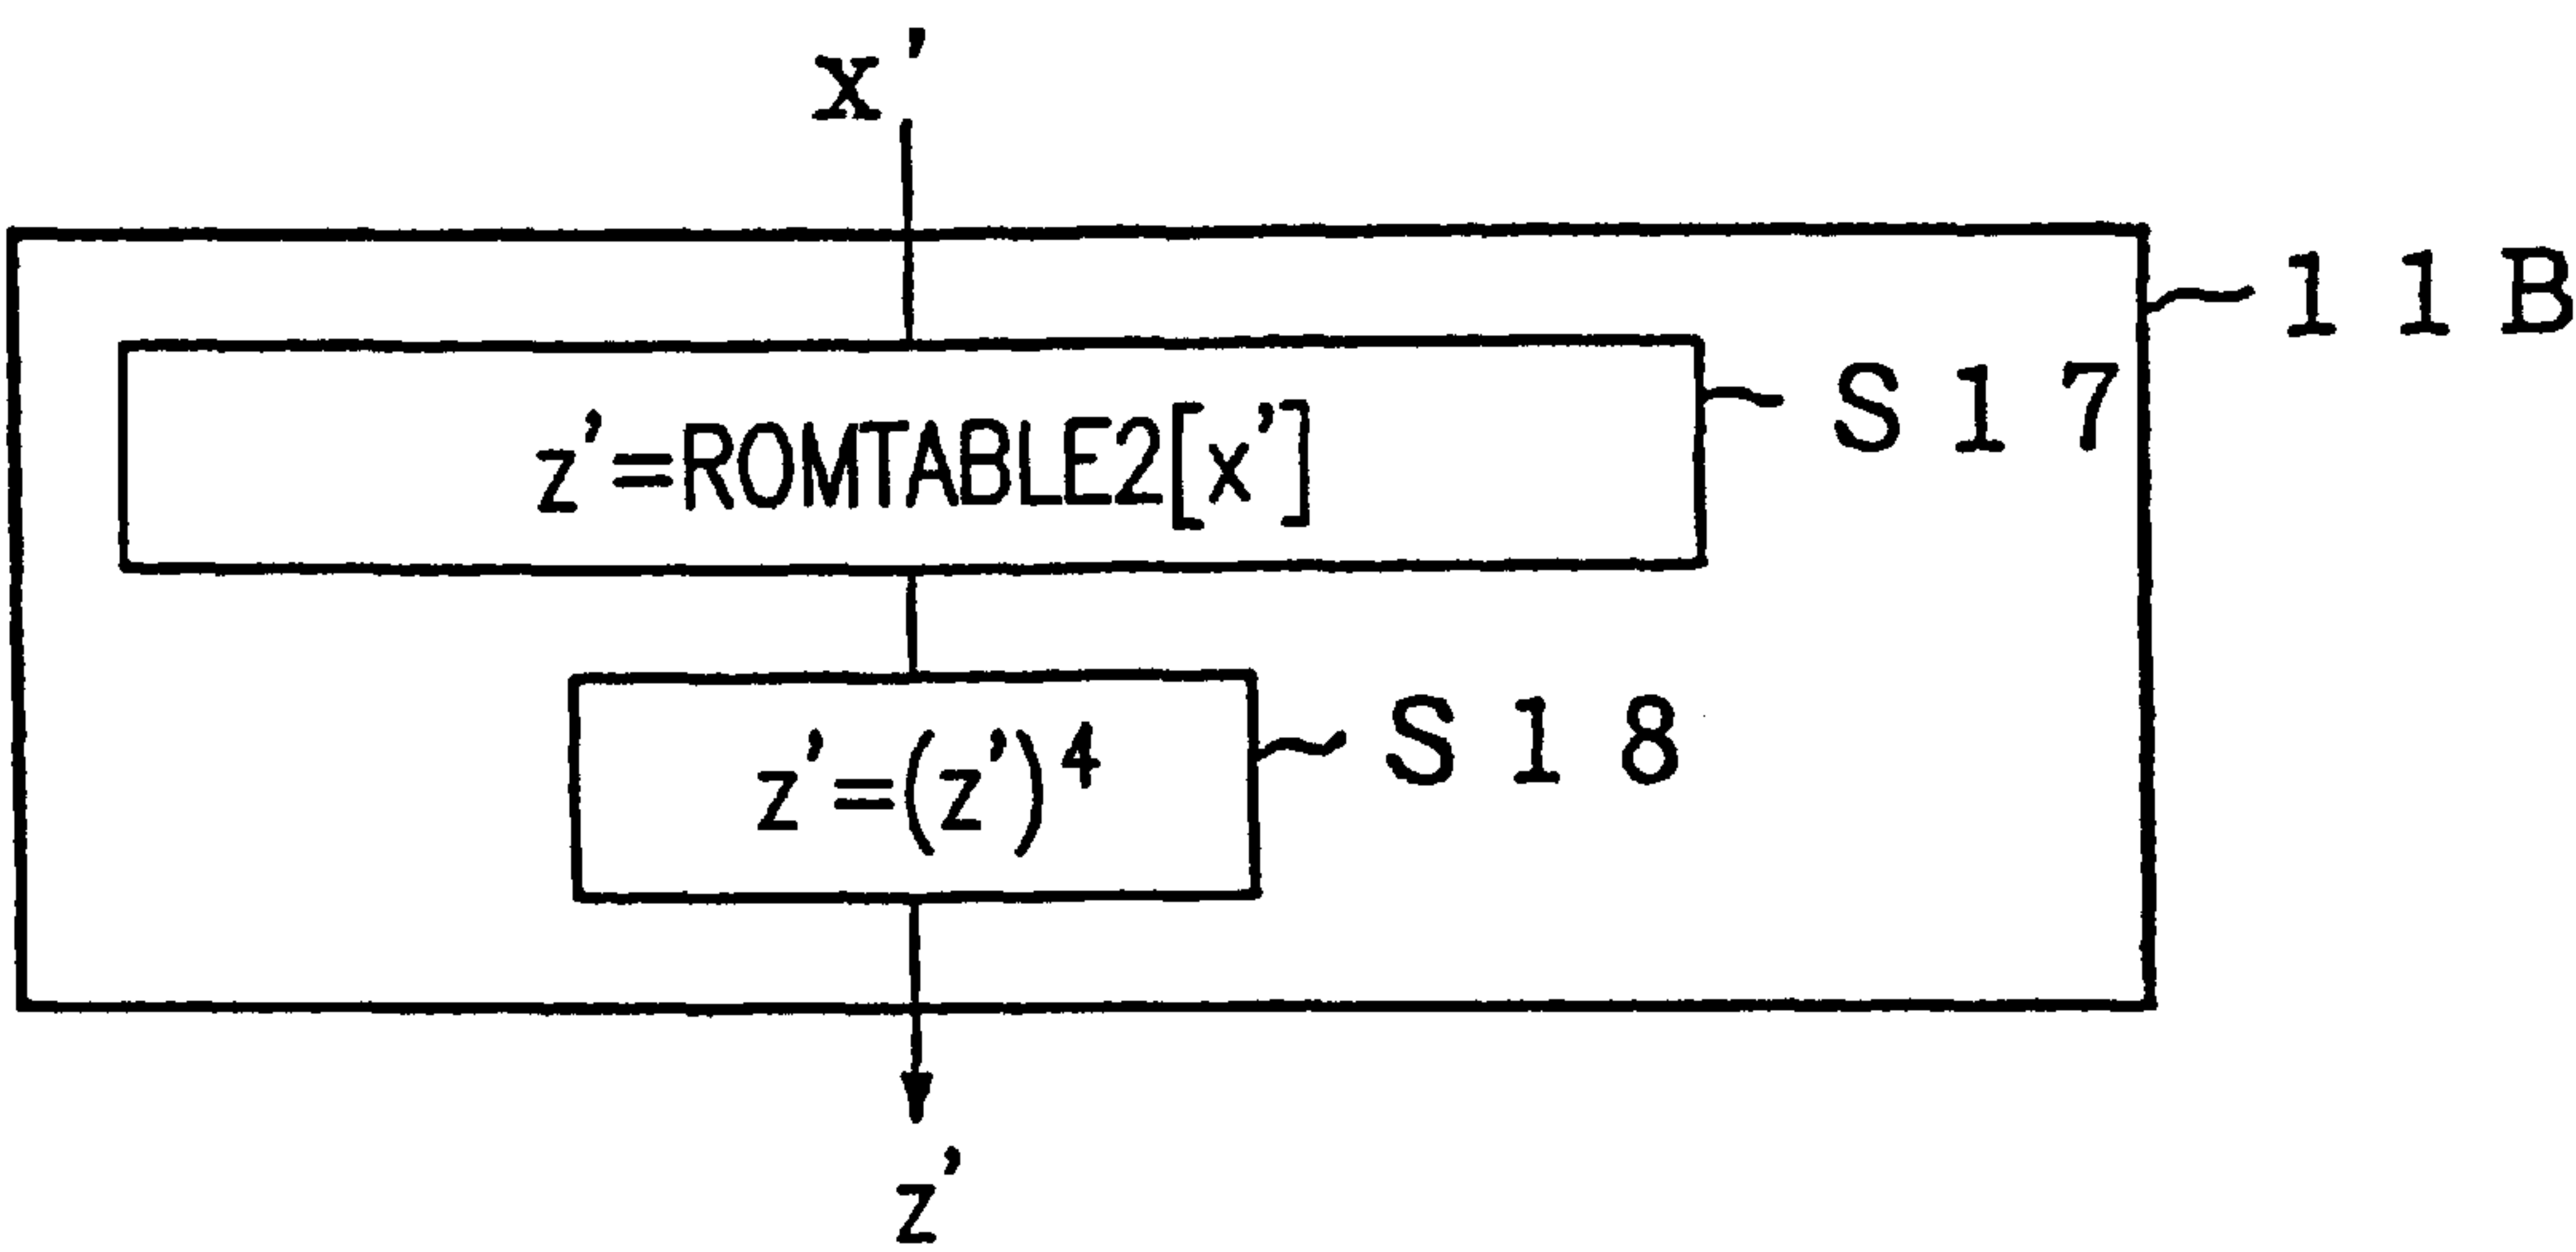 x'
11B
z'=ROMTABLE2[x']
S17
z'=(z')⁴
S18
z'